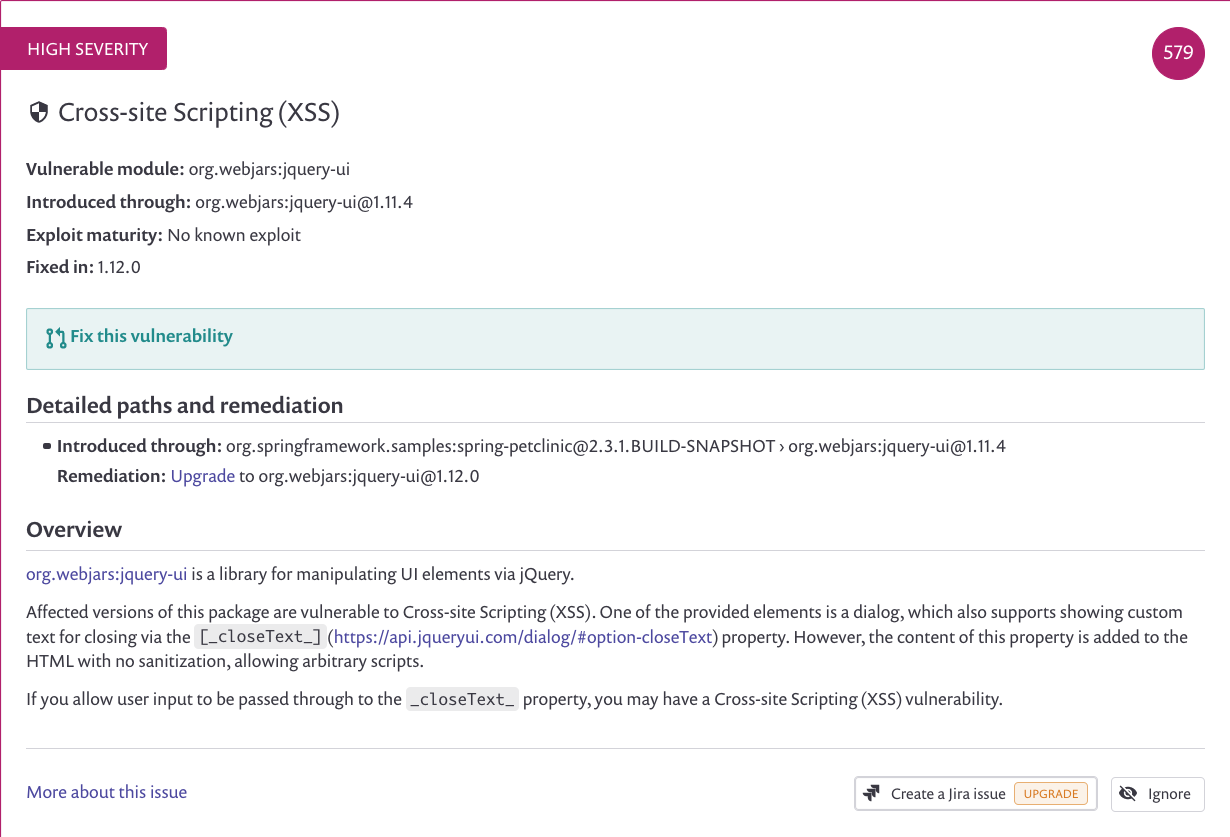 HIGH SEVERITY
579
Cross-site Scripting (XSS)
Vulnerable module: org.webjars:jquery-ui
Introduced through: org.webjars:jquery-ui@1.11.4
Exploit maturity: No known exploit
Fixed in: 1.12.0
Fix this vulnerability
Detailed paths and remediation
Introduced through: org.springframework.samples:spring-petclinic@2.3.1.BUILD-SNAPSHOT › org.webjars:jquery-ui@1.11.4
Remediation: Upgrade to org.webjars:jquery-ui@1.12.0
Overview
org.webjars:jquery-ui is a library for manipulating UI elements via jQuery.
Affected versions of this package are vulnerable to Cross-site Scripting (XSS). One of the provided elements is a dialog, which also supports showing custom
text for closing via the [_closeText_] (https://api.jqueryui.com/dialog/#option-closeText) property. However, the content of this property is added to the
HTML with no sanitization, allowing arbitrary scripts.
If you allow user input to be passed through to the _closeText_ property, you may have a Cross-site Scripting (XSS) vulnerability.
More about this issue
Create a Jira issue UPGRADE
Ignore